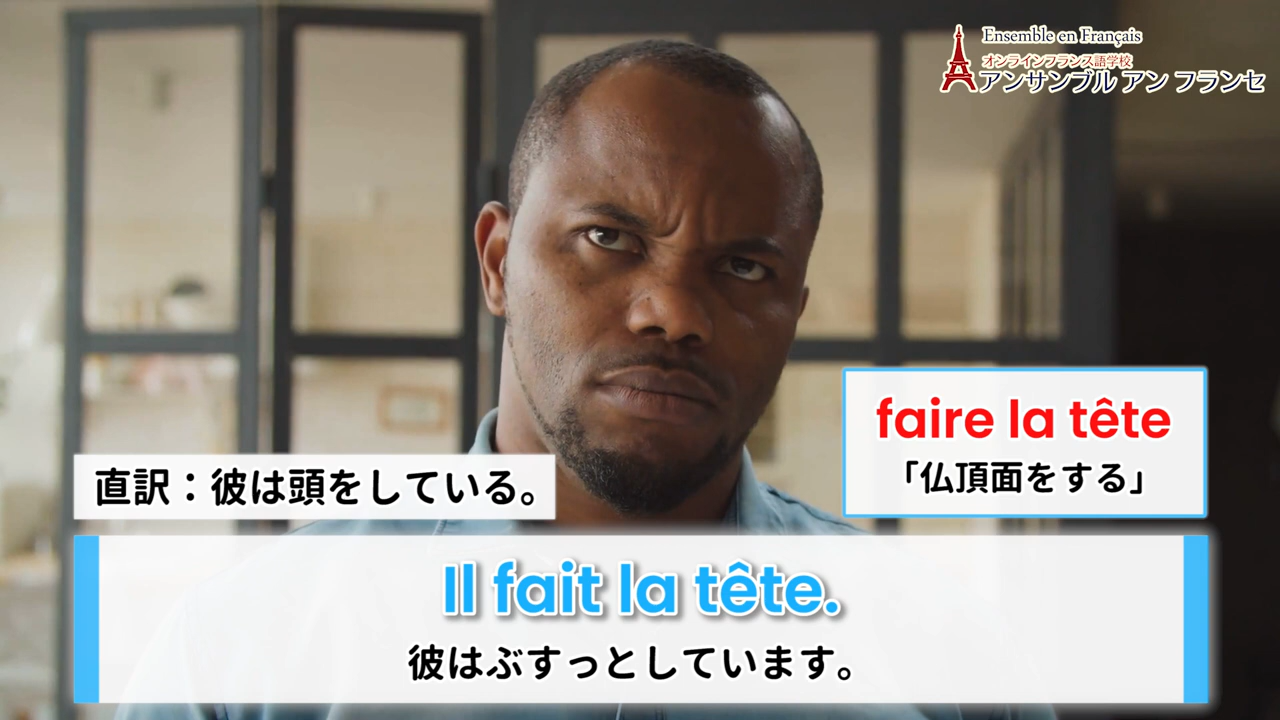 Ensemble en Français
オンラインフランス語学校
アンサンブル アン フランセ
faire la tête
「仏頂面をする」
直訳：彼は頭をしている。
Il fait la tête.
彼はぶすっとしています。